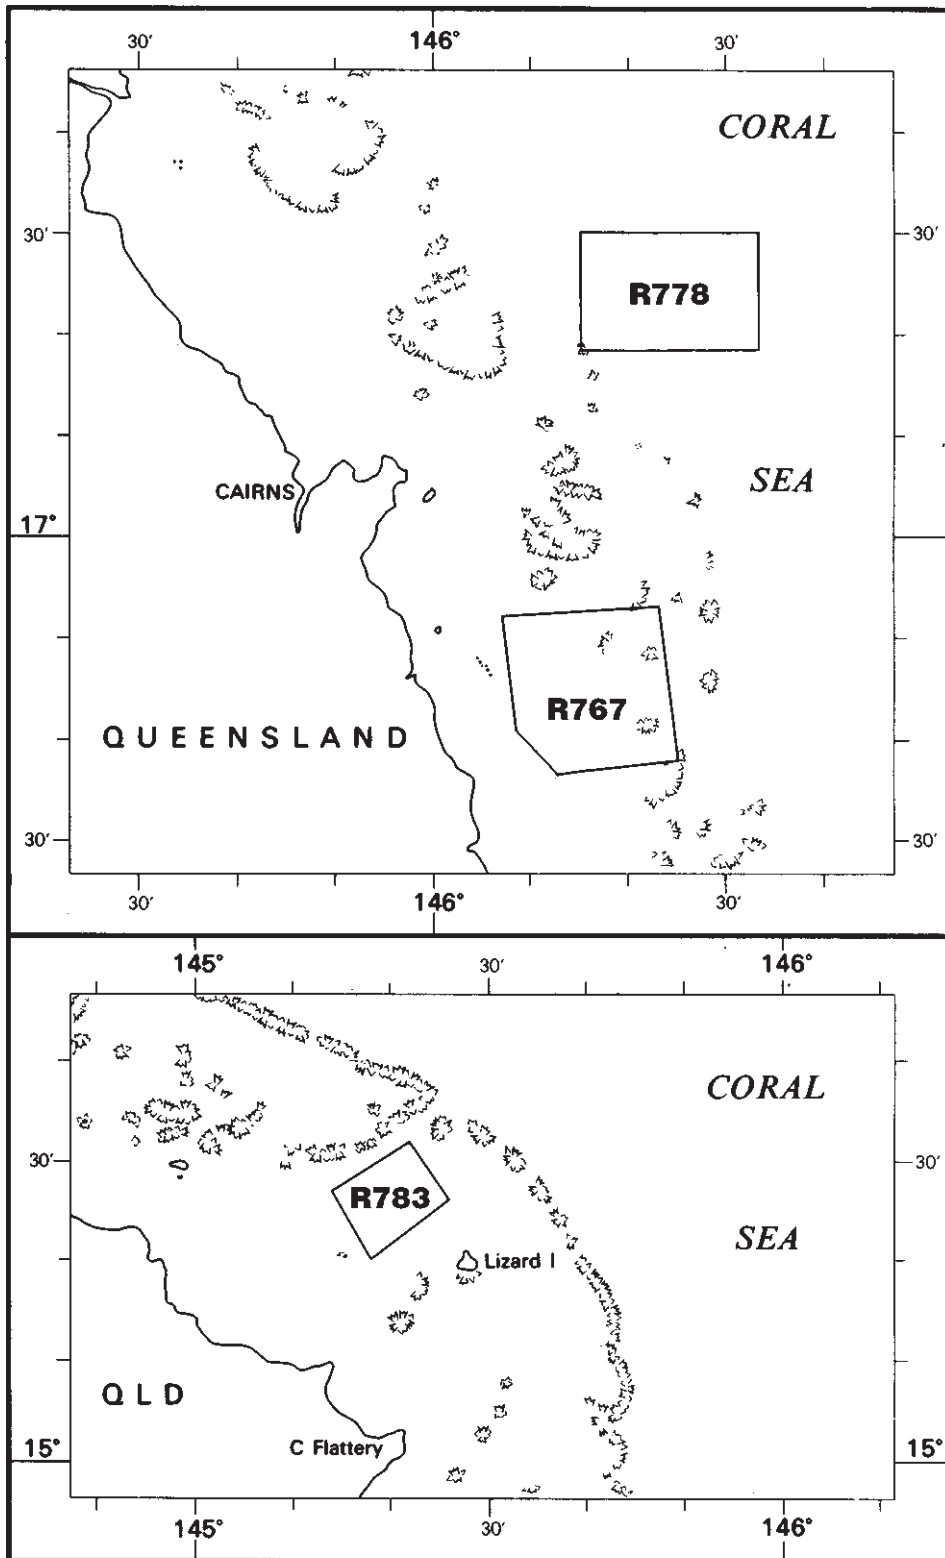 30′ 146° 30′
CORAL
30′ 30′
R778
SEA
CAIRNS
17°
R767
QUEENSLAND
30′ 30′
30′ 146° 30′
145° 30′ 146°
CORAL
30′ 30′
R783
SEA
Lizard I
QLD
C Flattery
15° 15°
145° 30′ 146°